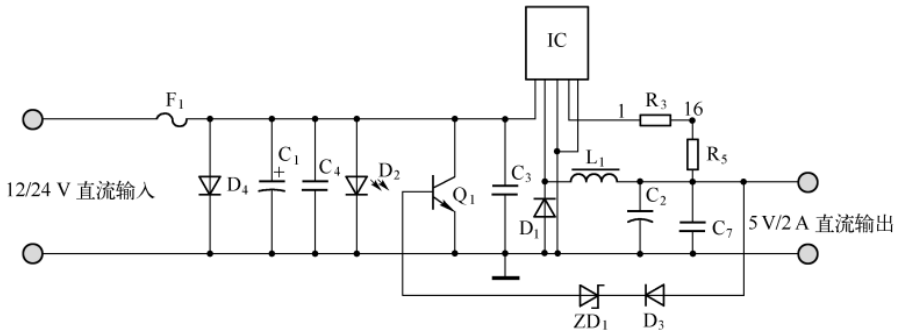 IC
F₁
1
R₃
16
12/24 V 直流输入
D₄
C₁
+
C₄
D₂
Q₁
C₃
D₁
L₁
C₂
R₅
C₇
5 V/2 A 直流输出
ZD₁
D₃